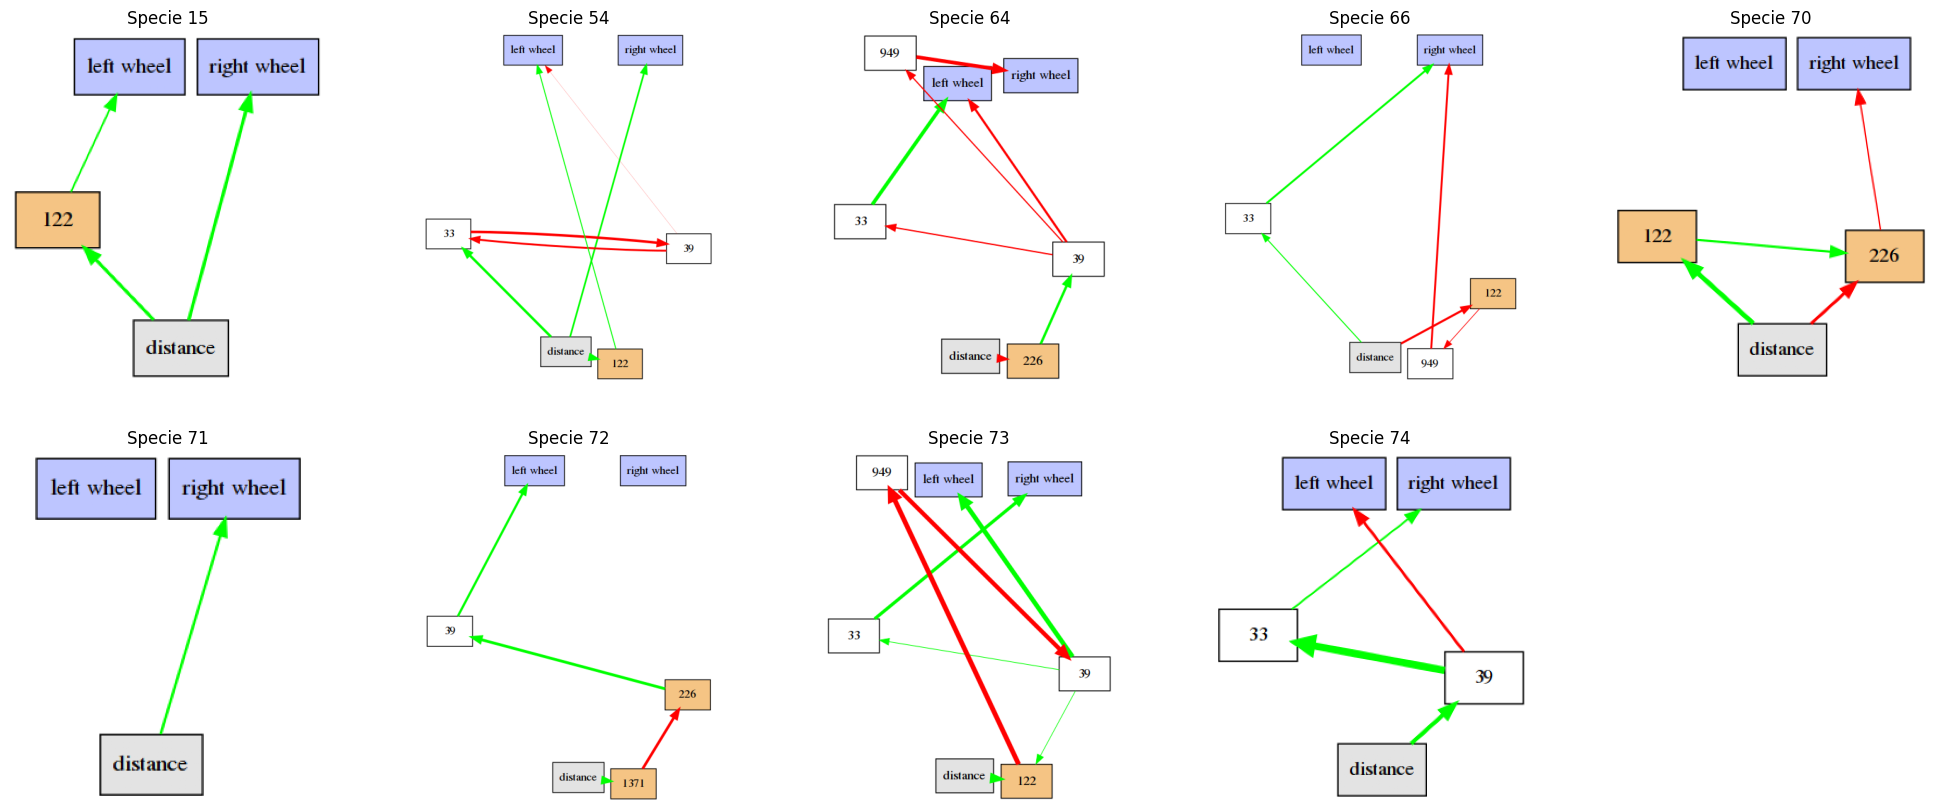 Specie 15
left wheel
right wheel
122
distance
Specie 54
left wheel
right wheel
33
39
distance
122
Specie 64
949
left wheel
right wheel
33
39
distance
226
Specie 66
left wheel
right wheel
33
122
distance
949
Specie 70
left wheel
right wheel
122
226
distance
Specie 71
left wheel
right wheel
distance
Specie 72
left wheel
right wheel
39
226
distance
1371
Specie 73
949
left wheel
right wheel
33
39
distance
122
Specie 74
left wheel
right wheel
33
39
distance